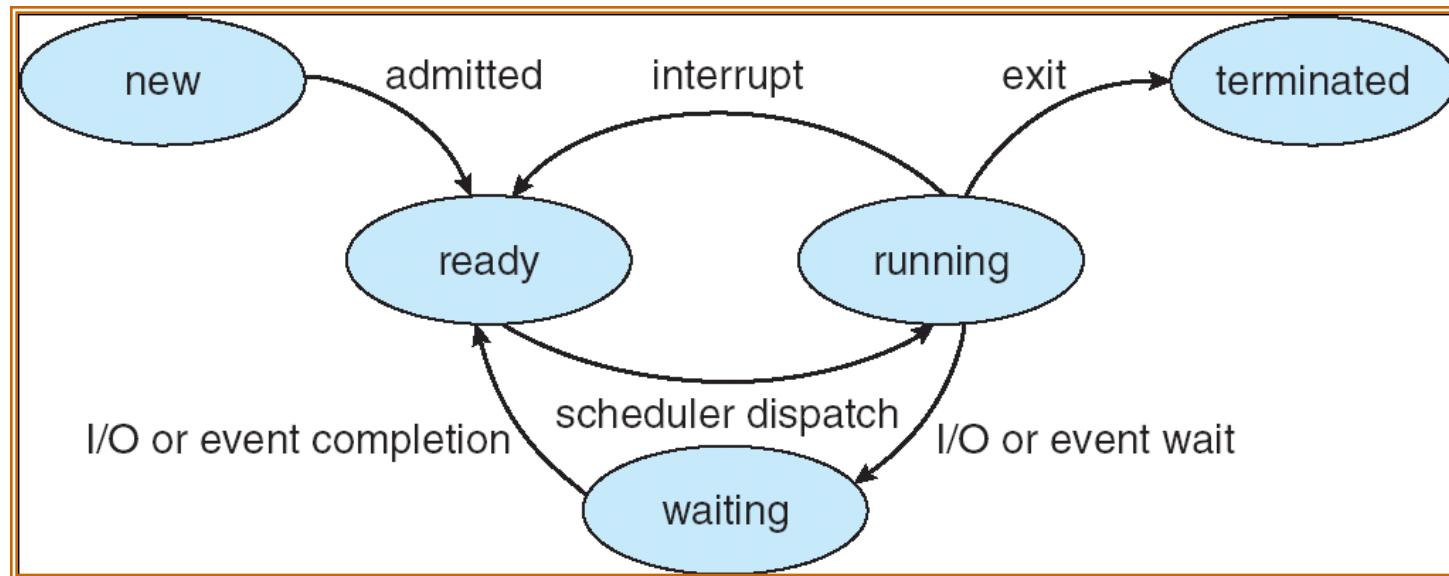 new
admitted
interrupt
exit
terminated
ready
running
scheduler dispatch
I/O or event completion
I/O or event wait
waiting